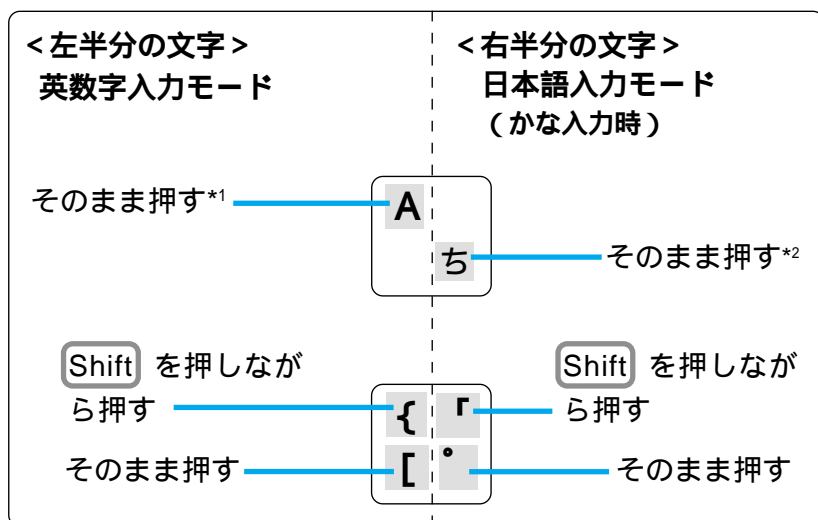 <左半分の文字>
英数字入力モード
<右半分の文字>
日本語入力モード
(かな入力時)
そのまま押す*1
A
ち
そのまま押す*2
Shift を押しなが
ら押す
{
「
Shift を押しなが
ら押す
そのまま押す
[
゜
そのまま押す